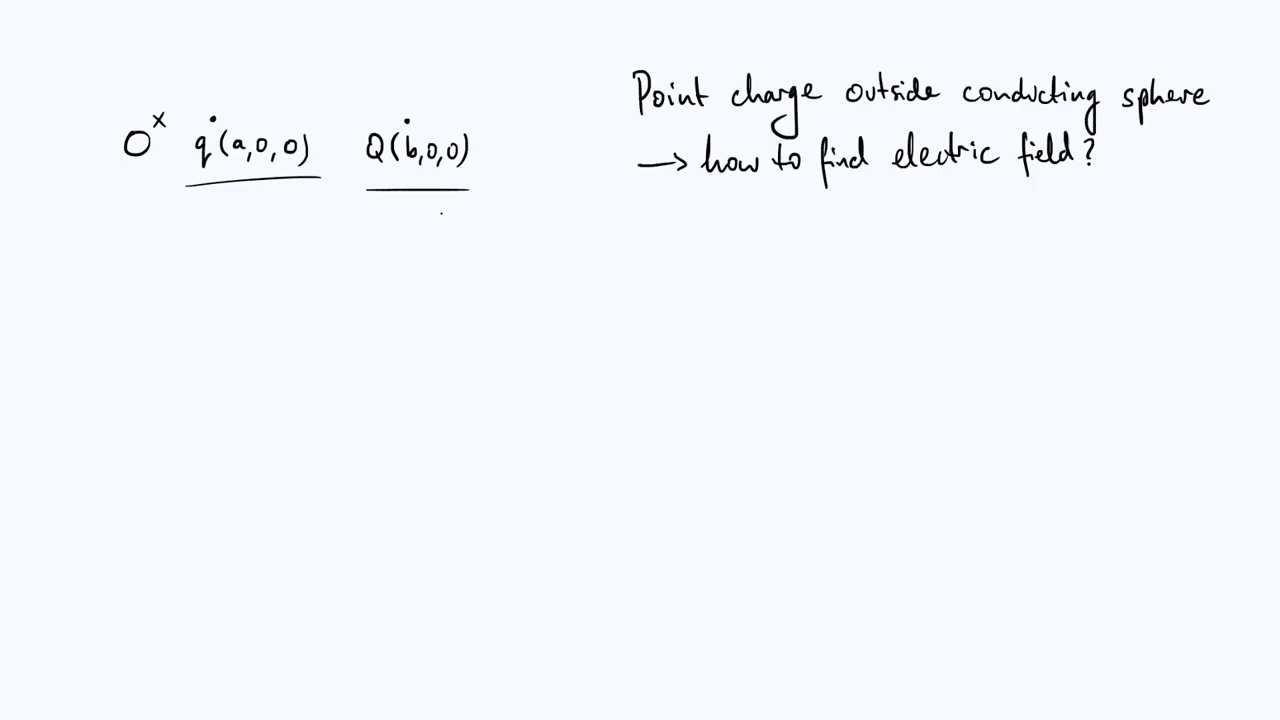 O q(a,0,0) Q(b,0,0)
Point charge outside conducting sphere
→ how to find electric field?